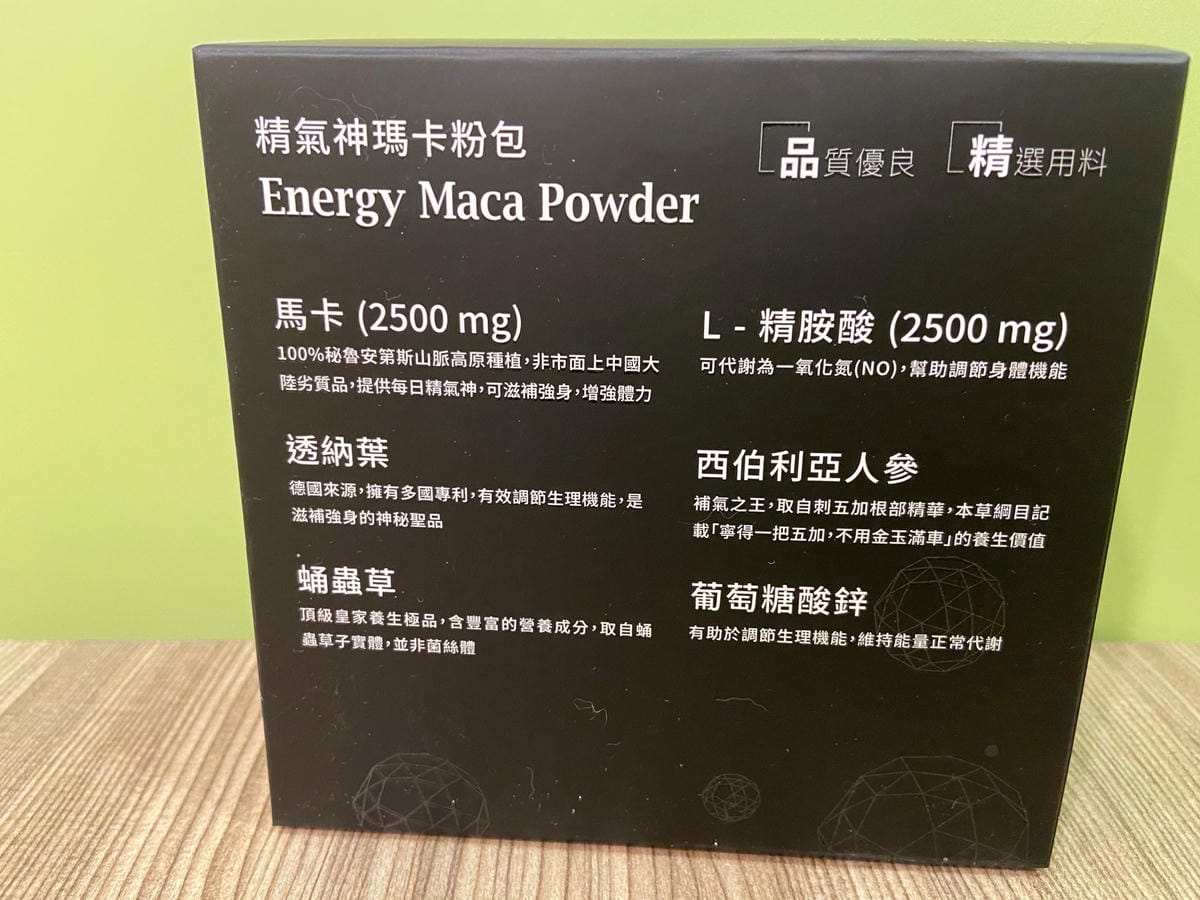 精氣神瑪卡粉包
Energy Maca Powder
品質優良
精選用料
馬卡 (2500 mg)
100%秘魯安第斯山脈高原種植,非市面上中國大
陸劣質品,提供每日精氣神,可滋補強身,增強體力
L - 精胺酸 (2500 mg)
可代謝為一氧化氮(NO),幫助調節身體機能
透納葉
德國來源,擁有多國專利,有效調節生理機能,是
滋補強身的神秘聖品
西伯利亞人參
補氣之王,取自刺五加根部精華,本草綱目記
載「寧得一把五加,不用金玉滿車」的養生價值
蛹蟲草
頂級皇家養生極品,含豐富的營養成分,取自蛹
蟲草子實體,並非菌絲體
葡萄糖酸鋅
有助於調節生理機能,維持能量正常代謝